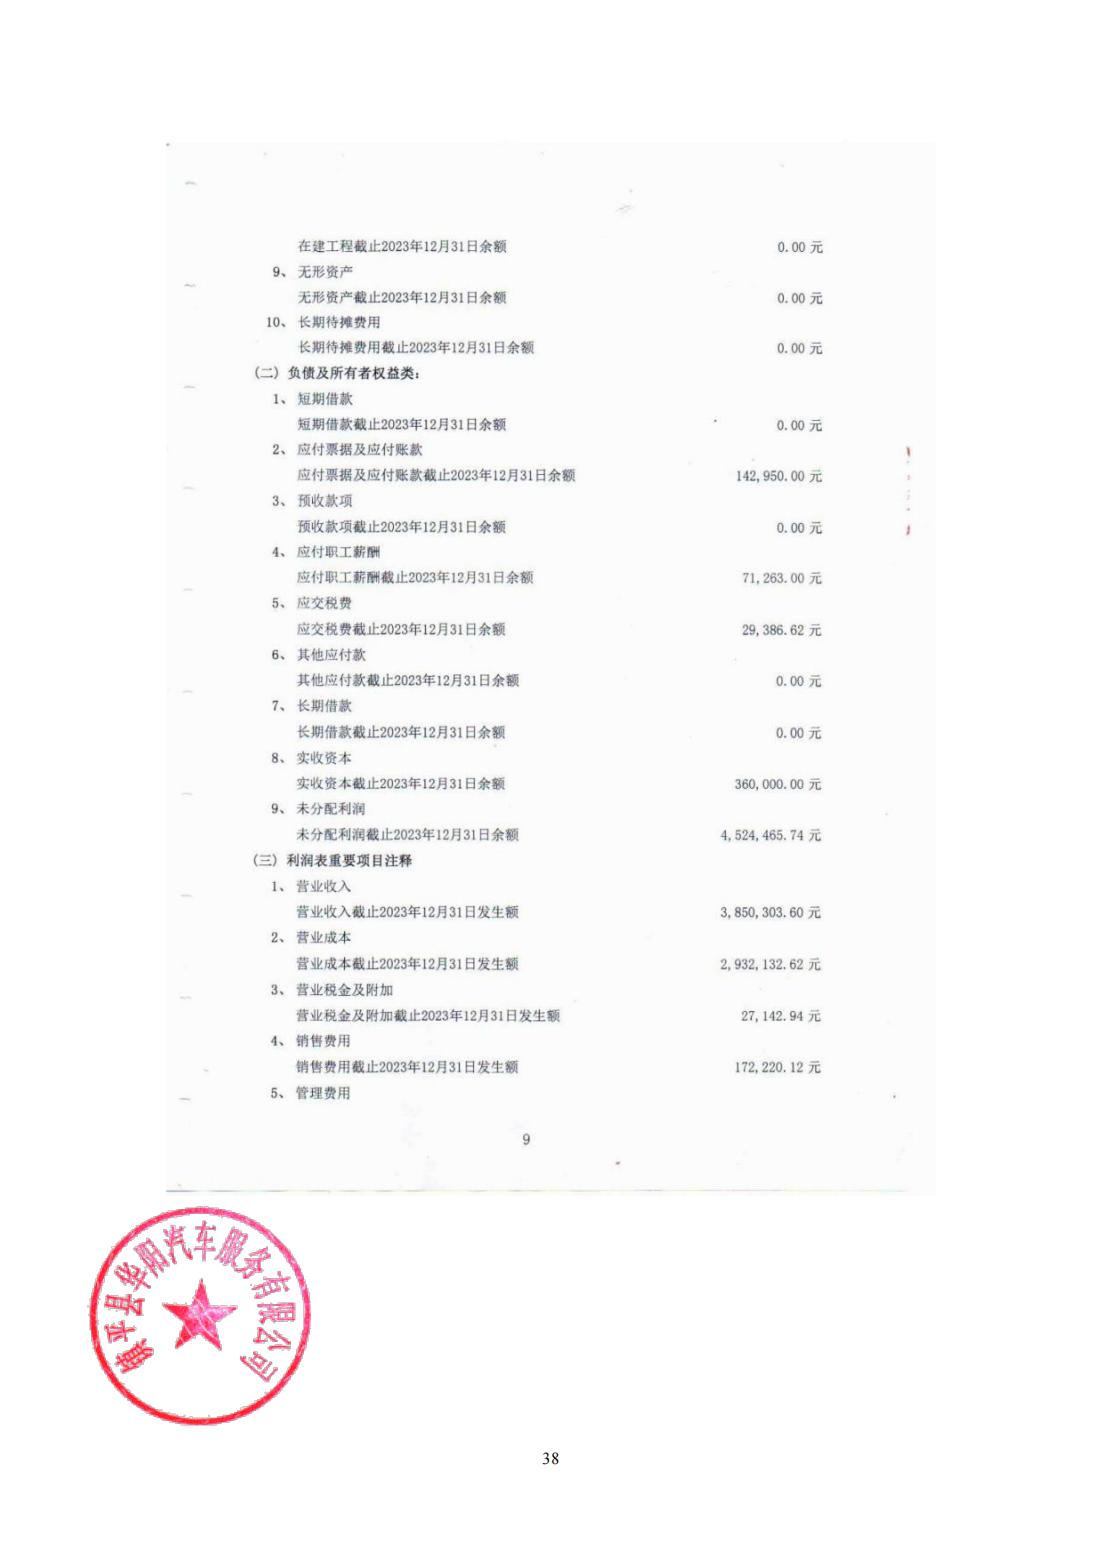 在建工程截止2023年12月31日余额 0.00 元
9、 无形资产
无形资产截止2023年12月31日余额 0.00 元
10、 长期待摊费用
长期待摊费用截止2023年12月31日余额 0.00 元
(二) 负债及所有者权益类:
1、 短期借款
短期借款截止2023年12月31日余额 0.00 元
2、 应付票据及应付账款
应付票据及应付账款截止2023年12月31日余额 142,950.00 元
3、 预收款项
预收款项截止2023年12月31日余额 0.00 元
4、 应付职工薪酬
应付职工薪酬截止2023年12月31日余额 71,263.00 元
5、 应交税费
应交税费截止2023年12月31日余额 29,386.62 元
6、 其他应付款
其他应付款截止2023年12月31日余额 0.00 元
7、 长期借款
长期借款截止2023年12月31日余额 0.00 元
8、 实收资本
实收资本截止2023年12月31日余额 360,000.00 元
9、 未分配利润
未分配利润截止2023年12月31日余额 4,524,465.74 元
(三) 利润表重要项目注释
1、 营业收入
营业收入截止2023年12月31日发生额 3,850,303.60 元
2、 营业成本
营业成本截止2023年12月31日发生额 2,932,132.62 元
3、 营业税金及附加
营业税金及附加截止2023年12月31日发生额 27,142.94 元
4、 销售费用
销售费用截止2023年12月31日发生额 172,220.12 元
5、 管理费用
9
镇平县华阳汽车服务有限公司
38